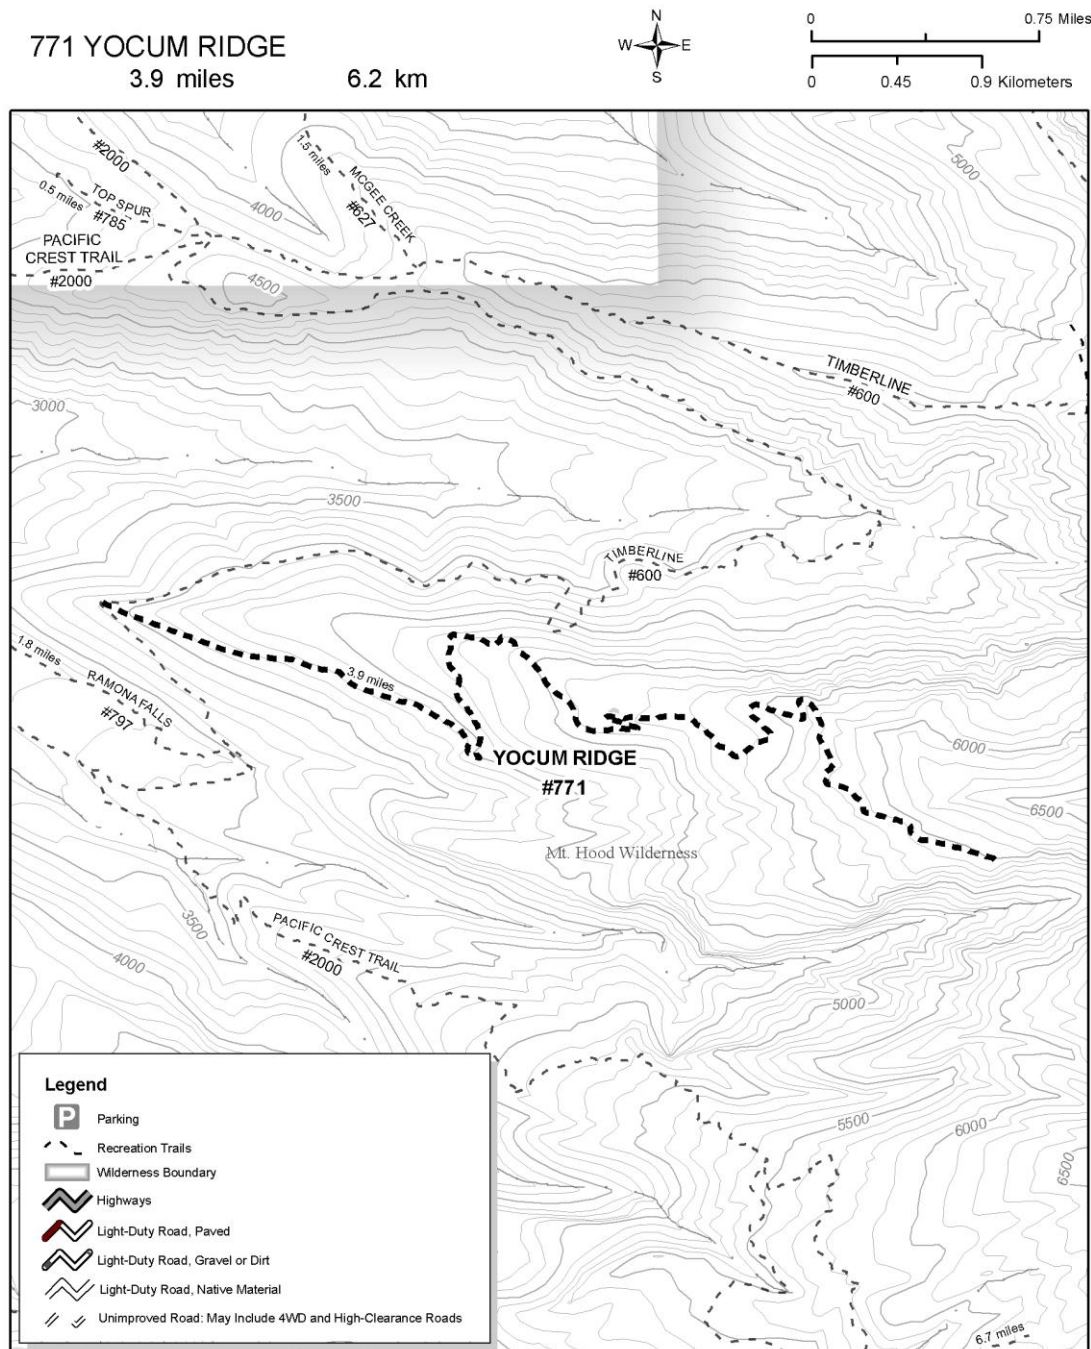 771 YOCUM RIDGE
3.9 miles 6.2 km
N
W E
S
0 0.75 Miles
0 0.45 0.9 Kilometers
#2000
1.5 miles
MCGEE CREEK
#627
5000
0.5 miles
TOP SPUR
#785
4000
PACIFIC
CREST TRAIL
#2000
4500
TIMBERLINE
#600
3000
3500
TIMBERLINE
#600
1.8 miles
RAMONA FALLS
#797
3.9 miles
YOCUM RIDGE
#771
6000
6500
Mt. Hood Wilderness
3500
PACIFIC CREST TRAIL
#2000
4000
5000
5500
6000
6500
6.7 miles
Legend
P Parking
Recreation Trails
Wilderness Boundary
Highways
Light-Duty Road, Paved
Light-Duty Road, Gravel or Dirt
Light-Duty Road, Native Material
Unimproved Road: May Include 4WD and High-Clearance Roads